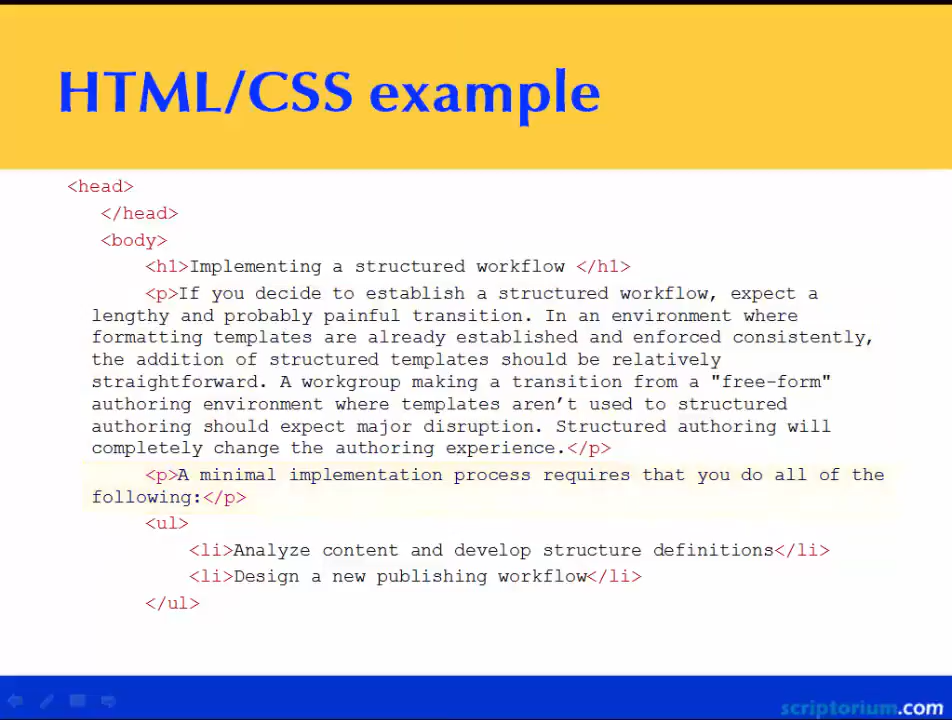 HTML/CSS example
<head>
</head>
<body>
<h1>Implementing a structured workflow </h1>
<p>If you decide to establish a structured workflow, expect a
lengthy and probably painful transition. In an environment where
formatting templates are already established and enforced consistently,
the addition of structured templates should be relatively
straightforward. A workgroup making a transition from a "free-form"
authoring environment where templates aren’t used to structured
authoring should expect major disruption. Structured authoring will
completely change the authoring experience.</p>
<p>A minimal implementation process requires that you do all of the
following:</p>
<ul>
<li>Analyze content and develop structure definitions</li>
<li>Design a new publishing workflow</li>
</ul>
scriptorium.com